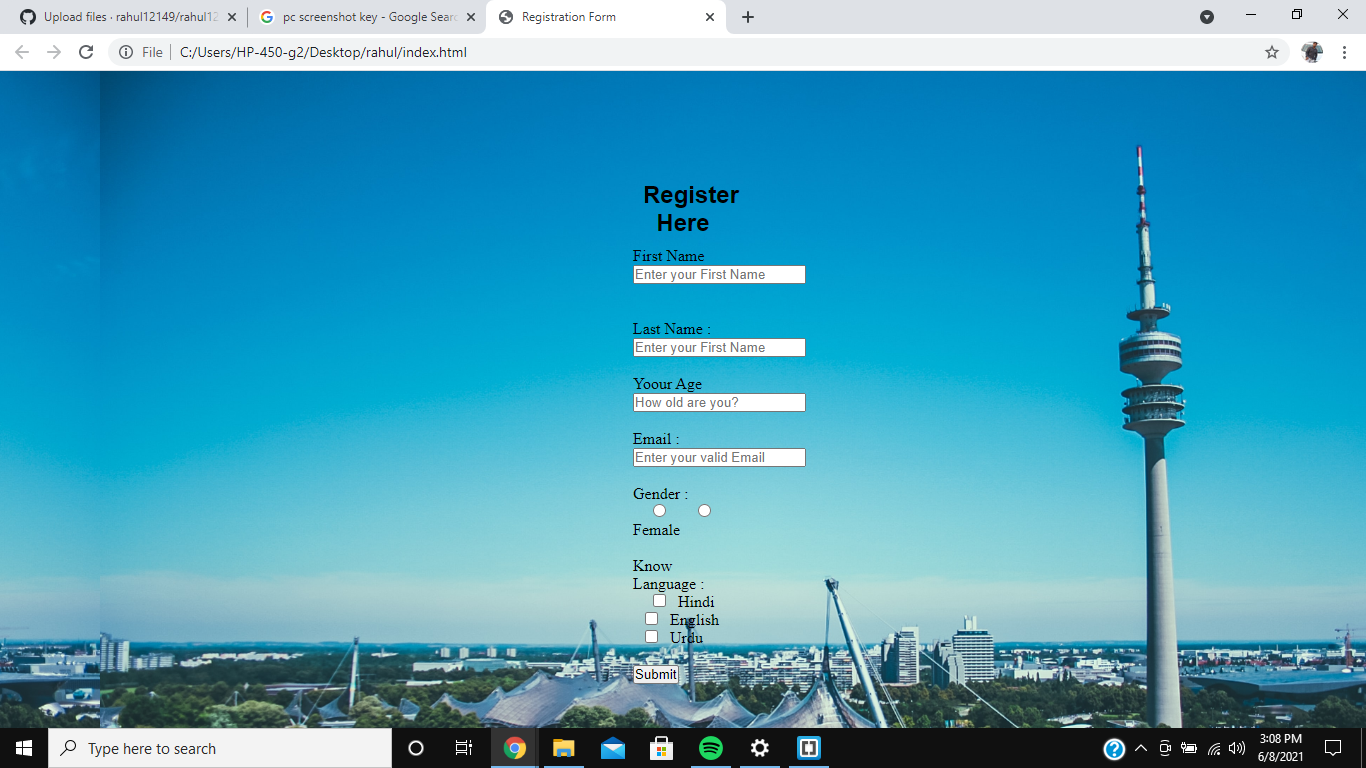 Upload files · rahul12149/rahul12
pc screenshot key - Google Searc
Registration Form
File
C:/Users/HP-450-g2/Desktop/rahul/index.html
Register
Here
First Name
Enter your First Name
Last Name :
Enter your First Name
Yoour Age
How old are you?
Email :
Enter your valid Email
Gender :
Female
Know
Language :
Hindi
English
Urdu
Submit
Type here to search
3:08 PM
6/8/2021